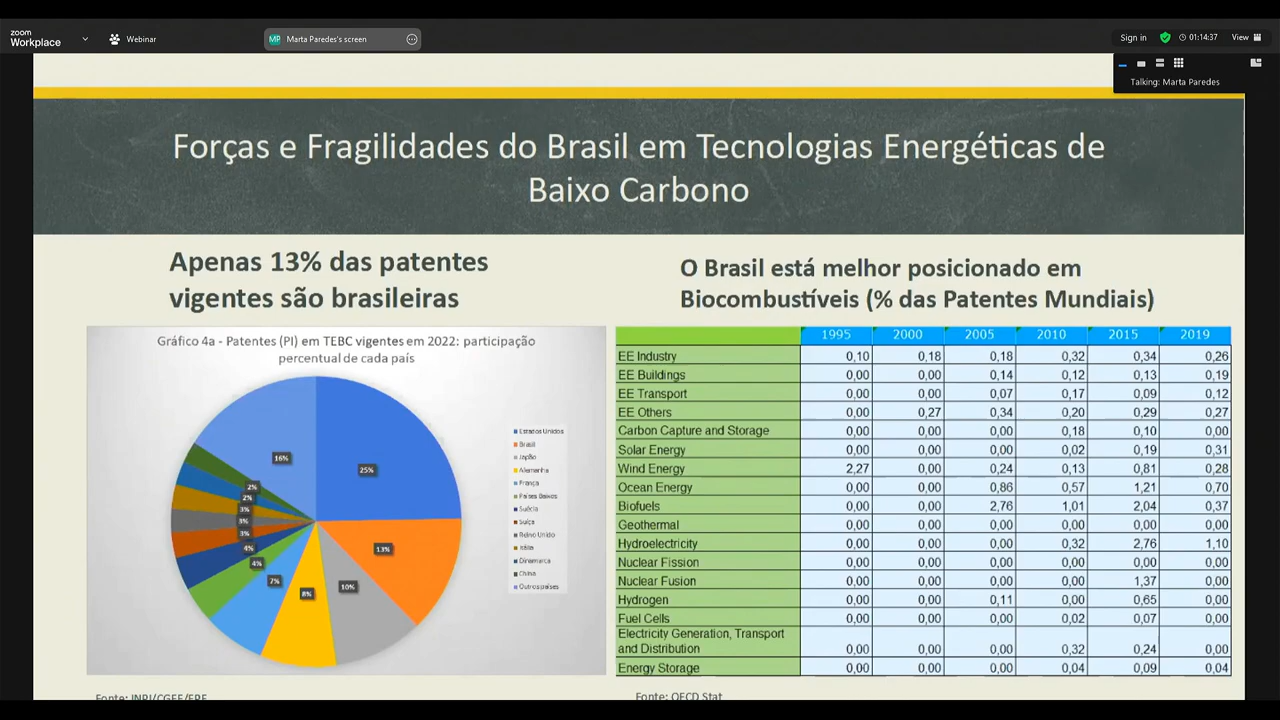 zoom
Workplace
Webinar
MP Marta Paredes's screen
Sign in
01:14:37
View
Talking: Marta Paredes
Forças e Fragilidades do Brasil em Tecnologias Energéticas de
Baixo Carbono
Apenas 13% das patentes
vigentes são brasileiras
Gráfico 4a - Patentes (PI) em TEBC vigentes em 2022: participação
percentual de cada país
25%
13%
10%
8%
7%
4%
4%
3%
3%
3%
2%
2%
16%
Estados Unidos
Brasil
Japão
Alemanha
França
Países Baixos
Suécia
Suíça
Reino Unido
Itália
Dinamarca
China
Outros países
Fonte: INPI/CGEE/EPE
O Brasil está melhor posicionado em
Biocombustíveis (% das Patentes Mundiais)
1995 2000 2005 2010 2015 2019
EE Industry 0,10 0,18 0,18 0,32 0,34 0,26
EE Buildings 0,00 0,00 0,14 0,12 0,13 0,19
EE Transport 0,00 0,00 0,07 0,17 0,09 0,12
EE Others 0,00 0,27 0,34 0,20 0,29 0,27
Carbon Capture and Storage 0,00 0,00 0,00 0,18 0,10 0,00
Solar Energy 0,00 0,00 0,02 0,02 0,19 0,31
Wind Energy 2,27 0,00 0,24 0,13 0,81 0,28
Ocean Energy 0,00 0,00 0,86 0,57 1,21 0,70
Biofuels 0,00 0,00 2,76 1,01 2,04 0,37
Geothermal 0,00 0,00 0,00 0,00 0,00 0,00
Hydroelectricity 0,00 0,00 0,00 0,32 2,76 1,10
Nuclear Fission 0,00 0,00 0,00 0,00 0,00 0,00
Nuclear Fusion 0,00 0,00 0,00 0,00 1,37 0,00
Hydrogen 0,00 0,00 0,11 0,00 0,65 0,00
Fuel Cells 0,00 0,00 0,00 0,02 0,07 0,00
Electricity Generation, Transport
and Distribution 0,00 0,00 0,00 0,32 0,24 0,00
Energy Storage 0,00 0,00 0,00 0,04 0,09 0,04
Fonte: OECD Stat